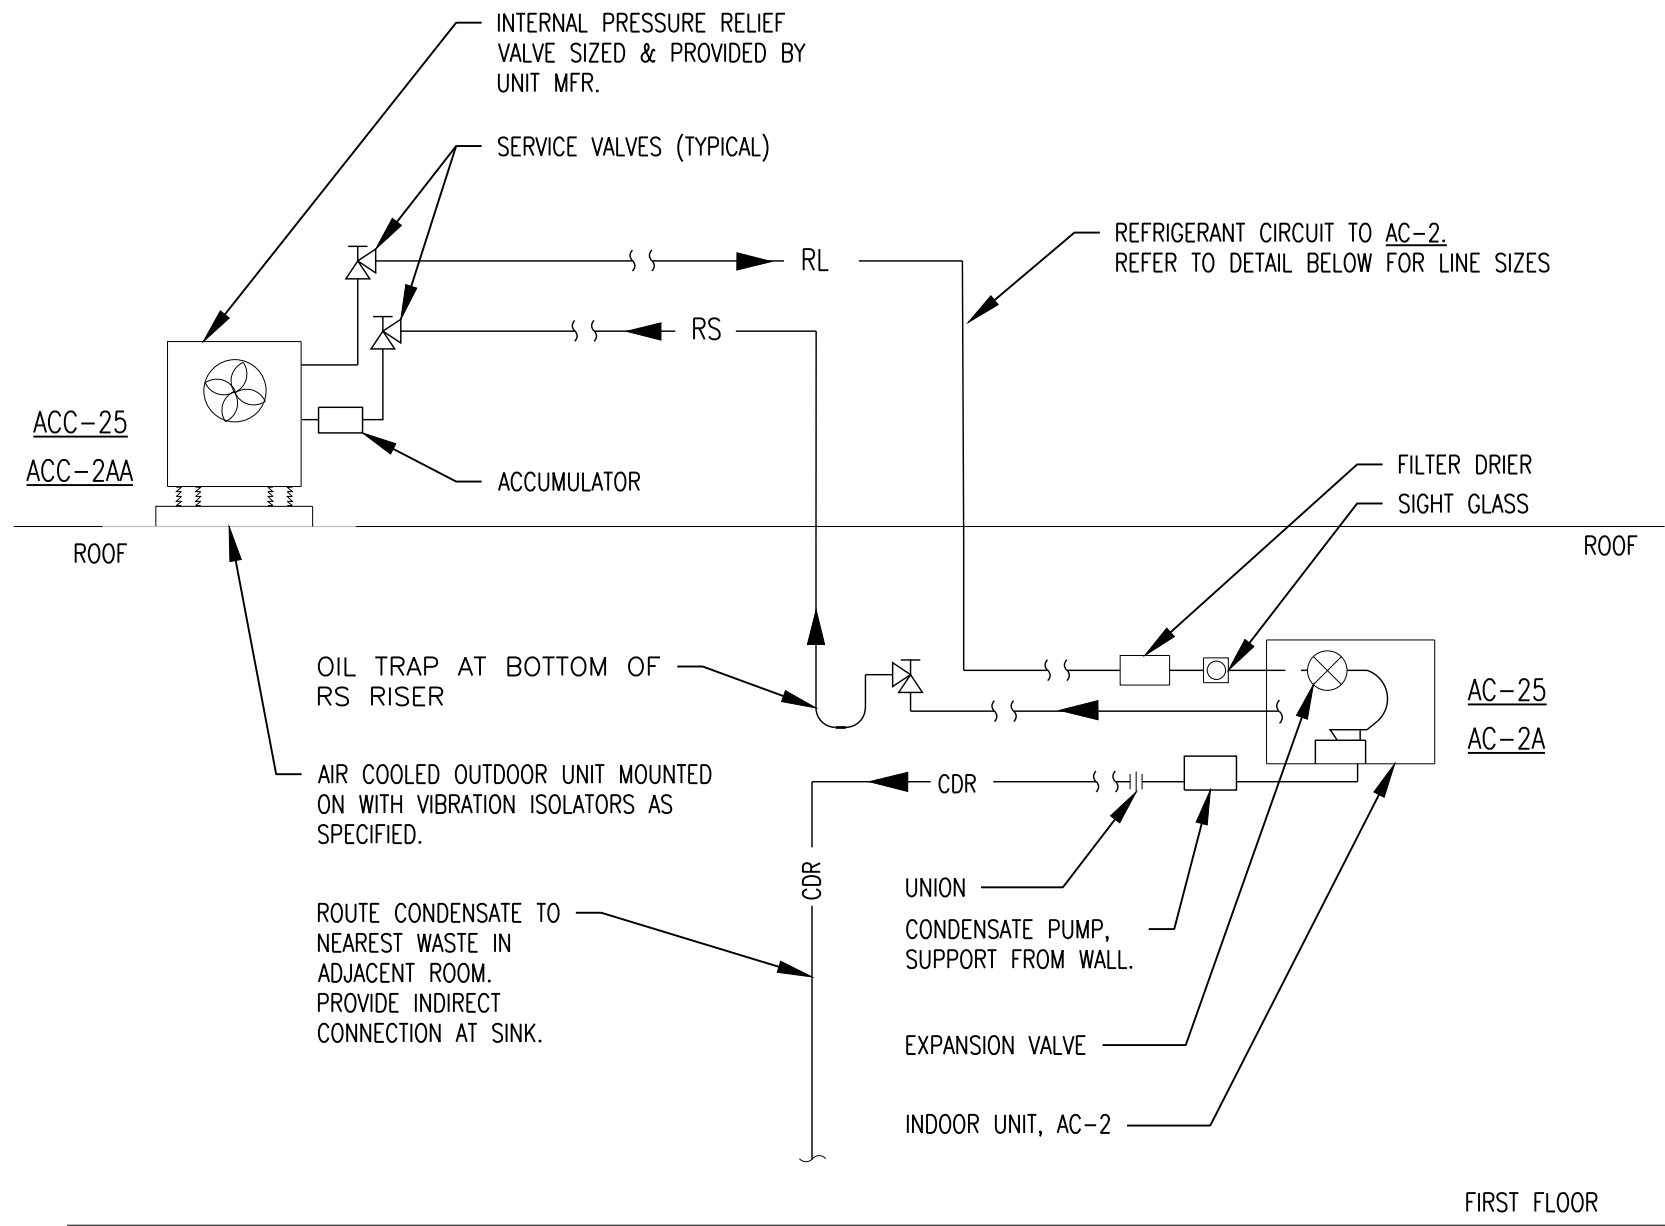 INTERNAL PRESSURE RELIEF
VALVE SIZED & PROVIDED BY
UNIT MFR.
SERVICE VALVES (TYPICAL)
REFRIGERANT CIRCUIT TO AC-2.
REFER TO DETAIL BELOW FOR LINE SIZES
RL
RS
ACC-25
ACC-2AA
ACCUMULATOR
FILTER DRIER
SIGHT GLASS
ROOF
ROOF
OIL TRAP AT BOTTOM OF
RS RISER
AC-25
AC-2A
AIR COOLED OUTDOOR UNIT MOUNTED
ON WITH VIBRATION ISOLATORS AS
SPECIFIED.
CDR
CDR
UNION
ROUTE CONDENSATE TO
NEAREST WASTE IN
ADJACENT ROOM.
PROVIDE INDIRECT
CONNECTION AT SINK.
CONDENSATE PUMP,
SUPPORT FROM WALL.
EXPANSION VALVE
INDOOR UNIT, AC-2
FIRST FLOOR